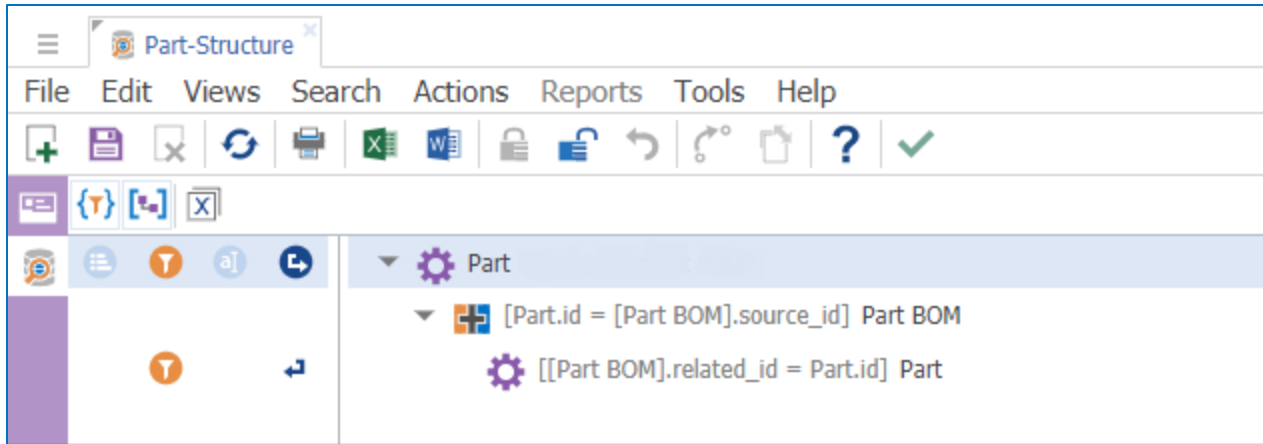 Part-Structure
File Edit Views Search Actions Reports Tools Help
X W ?
{T} X
T a
Part
[Part.id = [Part BOM].source_id] Part BOM
T [[Part BOM].related_id = Part.id] Part